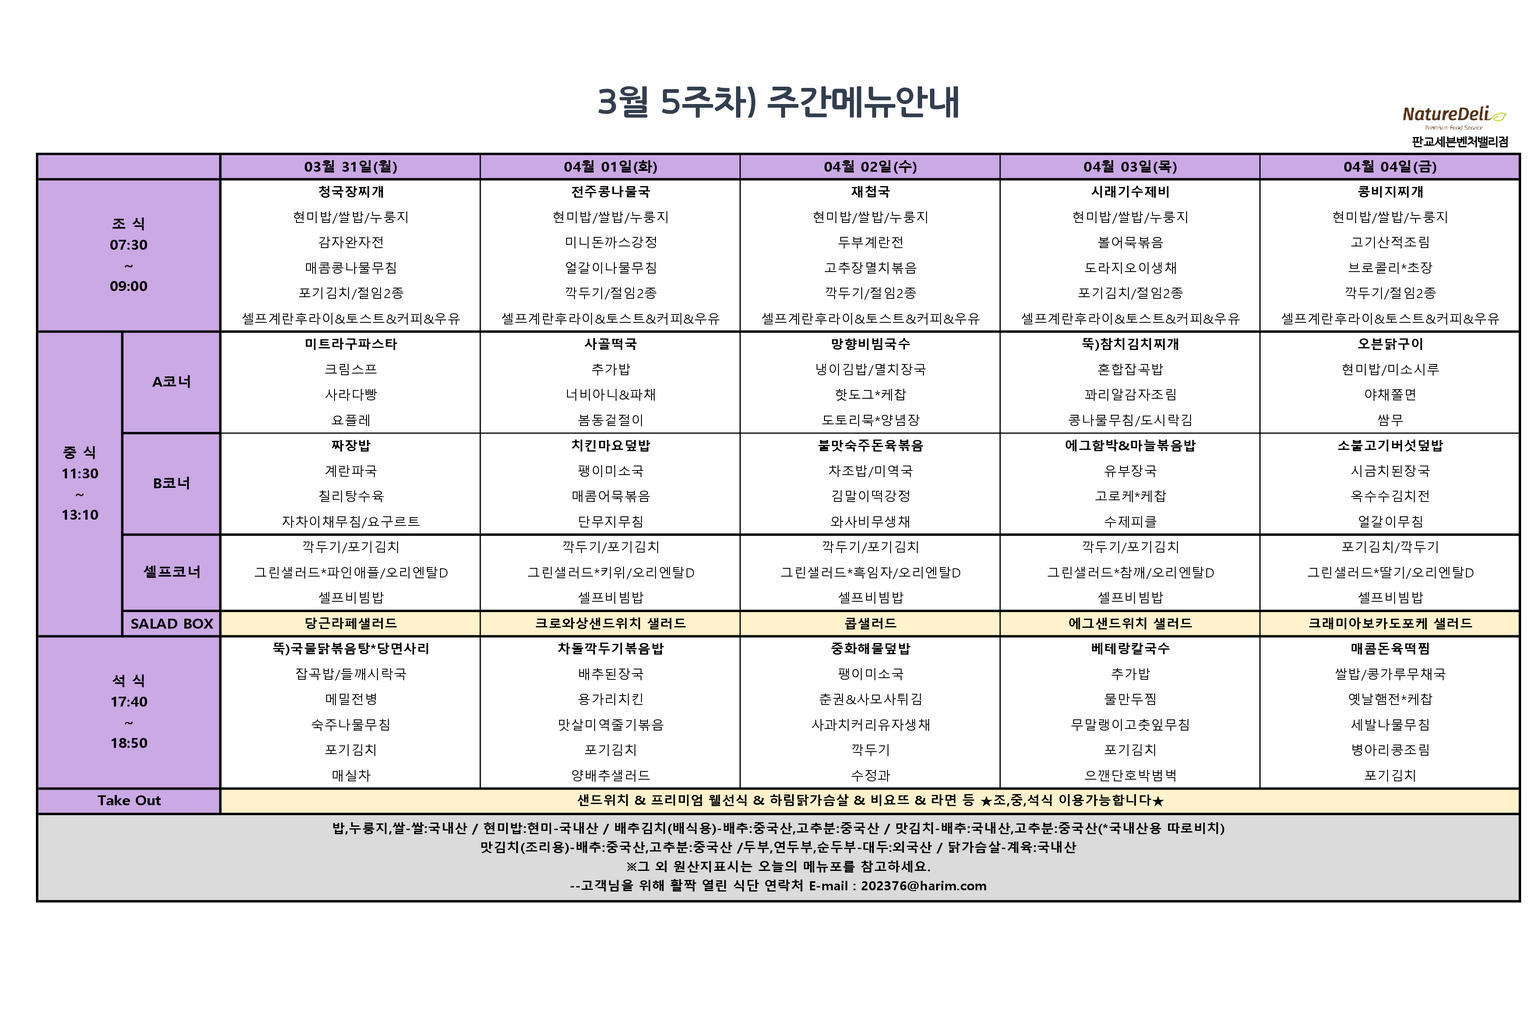 3월 5주차) 주간메뉴안내
NatureDeli
Premium Food Service
판교세븐벤처밸리점
03월 31일(월) 04월 01일(화) 04월 02일(수) 04월 03일(목) 04월 04일(금)
조 식
07:30
~
09:00
청국장찌개 전주콩나물국 재첩국 시래기수제비 콩비지찌개
현미밥/쌀밥/누룽지 현미밥/쌀밥/누룽지 현미밥/쌀밥/누룽지 현미밥/쌀밥/누룽지 현미밥/쌀밥/누룽지
감자완자전 미니돈까스강정 두부계란전 볼어묵볶음 고기산적조림
매콤콩나물무침 얼갈이나물무침 고추장멸치볶음 도라지오이생채 브로콜리*초장
포기김치/절임2종 깍두기/절임2종 깍두기/절임2종 포기김치/절임2종 깍두기/절임2종
셀프계란후라이&토스트&커피&우유 셀프계란후라이&토스트&커피&우유 셀프계란후라이&토스트&커피&우유 셀프계란후라이&토스트&커피&우유 셀프계란후라이&토스트&커피&우유
중 식
11:30
~
13:10
A코너
미트라구파스타 사골떡국 망향비빔국수 뚝)참치김치찌개 오븐닭구이
크림스프 추가밥 냉이김밥/멸치장국 혼합잡곡밥 현미밥/미소시루
사라다빵 너비아니&파채 핫도그*케찹 꽈리알감자조림 야채쫄면
요플레 봄동겉절이 도토리묵*양념장 콩나물무침/도시락김 쌈무
B코너
짜장밥 치킨마요덮밥 불맛숙주돈육볶음 에그함박&마늘볶음밥 소불고기버섯덮밥
계란파국 팽이미소국 차조밥/미역국 유부장국 시금치된장국
칠리탕수육 매콤어묵볶음 김말이떡강정 고로케*케찹 옥수수김치전
자차이채무침/요구르트 단무지무침 와사비무생채 수제피클 얼갈이무침
셀프코너
깍두기/포기김치 깍두기/포기김치 깍두기/포기김치 깍두기/포기김치 포기김치/깍두기
그린샐러드*파인애플/오리엔탈D 그린샐러드*키위/오리엔탈D 그린샐러드*흑임자/오리엔탈D 그린샐러드*참깨/오리엔탈D 그린샐러드*딸기/오리엔탈D
셀프비빔밥 셀프비빔밥 셀프비빔밥 셀프비빔밥 셀프비빔밥
SALAD BOX 당근라페샐러드 크로와상샌드위치 샐러드 콥샐러드 에그샌드위치 샐러드 크래미아보카도포케 샐러드
석 식
17:40
~
18:50
뚝)국물닭볶음탕*당면사리 차돌깍두기볶음밥 중화해물덮밥 베테랑칼국수 매콤돈육떡찜
잡곡밥/들깨시락국 배추된장국 팽이미소국 추가밥 쌀밥/콩가루무채국
메밀전병 용가리치킨 춘권&사모사튀김 물만두찜 옛날햄전*케찹
숙주나물무침 맛살미역줄기볶음 사과치커리유자생채 무말랭이고춧잎무침 세발나물무침
포기김치 포기김치 깍두기 포기김치 병아리콩조림
매실차 양배추샐러드 수정과 으깬단호박범벅 포기김치
Take Out 샌드위치 & 프리미엄 웰선식 & 하림닭가슴살 & 비요뜨 & 라면 등 ★조,중,석식 이용가능합니다★
밥,누룽지,쌀-쌀:국내산 / 현미밥:현미-국내산 / 배추김치(배식용)-배추:중국산,고추분:중국산 / 맛김치-배추:국내산,고추분:중국산(*국내산용 따로비치)
맛김치(조리용)-배추:중국산,고추분:중국산 /두부,연두부,순두부-대두:외국산 / 닭가슴살-계육:국내산
※그 외 원산지표시는 오늘의 메뉴포를 참고하세요.
--고객님을 위해 활짝 열린 식단 연락처 E-mail : 202376@harim.com